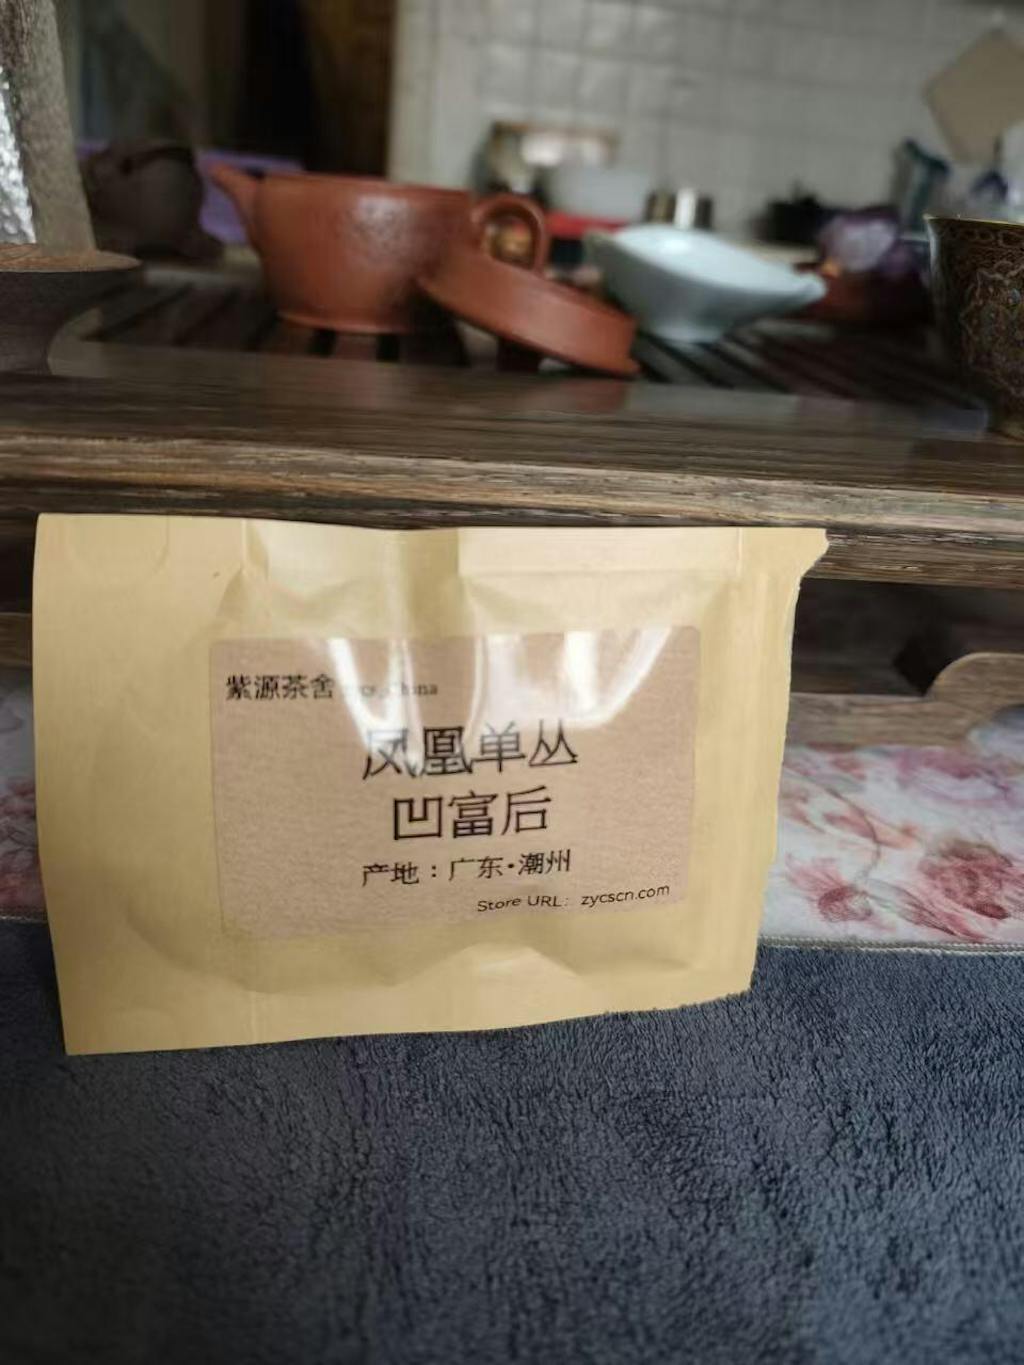 紫源茶舍 China
凤凰单丛
凹富后
产地：广东·潮州
Store URL: zycscn.com